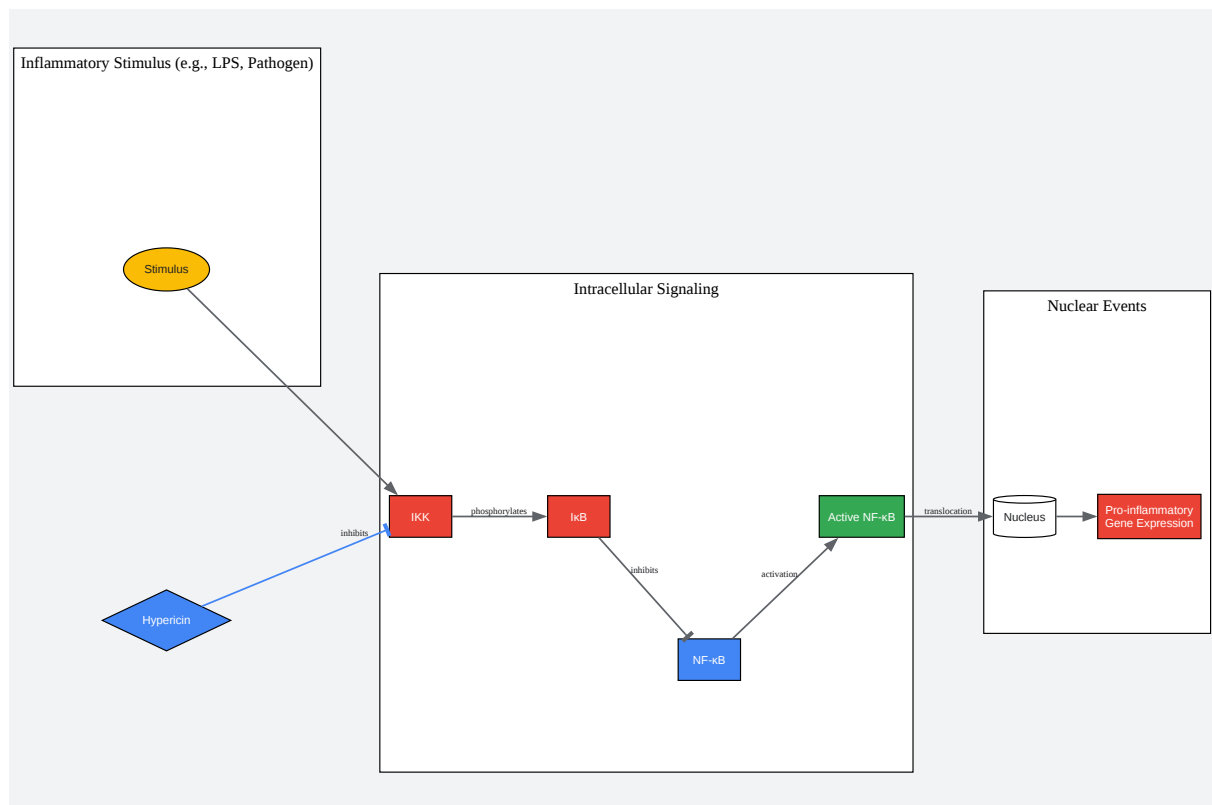 Inflammatory Stimulus (e.g., LPS, Pathogen)
Stimulus
Intracellular Signaling
Nuclear Events
IKK
phosphorylates
IκB
Active NF-κB
translocation
Nucleus
Pro-inflammatory
Gene Expression
inhibits
inhibits
activation
Hypericin
NF-κB